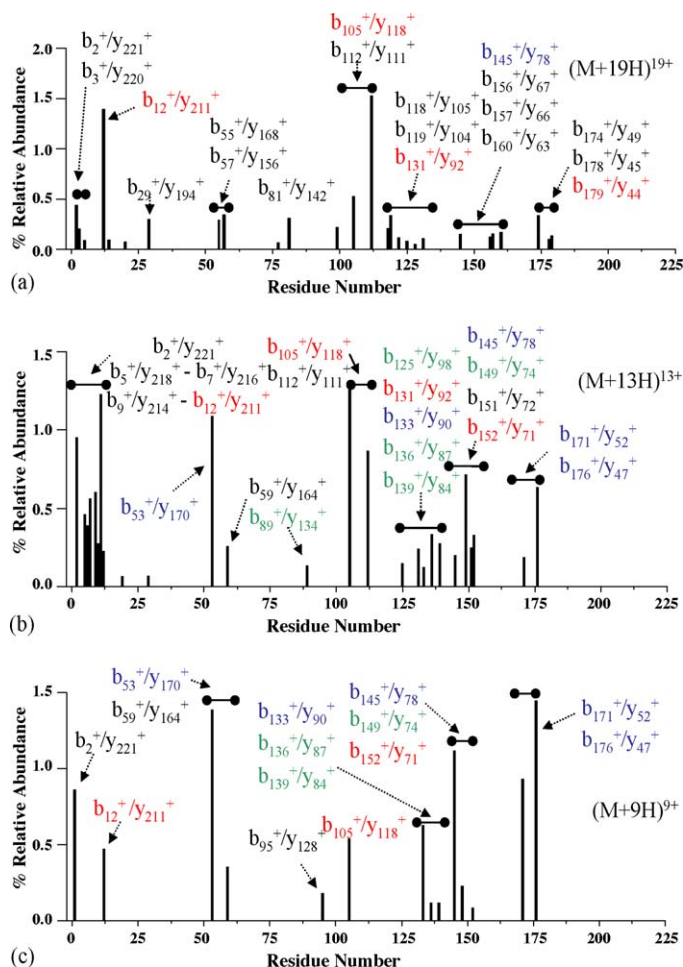 b105+/y118+
b112+/y111+
b2+/y221+
b3+/y220+
b12+/y211+
b29+/y194+
b55+/y168+
b57+/y156+
b81+/y142+
b118+/y105+
b119+/y104+
b131+/y92+
b145+/y78+
b156+/y67+
b157+/y66+
b160+/y63+
(M+19H)19+
b174+/y49+
b178+/y45+
b179+/y44+
% Relative Abundance
2.0
1.5
1.0
0.5
0.0
0 25 50 75 100 125 150 175 200 225
Residue Number
(a)
b2+/y221+
b5+/y218+ - b7+/y216+
b9+/y214+ - b12+/y211+
b105+/y118+
b112+/y111+
b53+/y170+
b59+/y164+
b89+/y134+
b125+/y98+
b131+/y92+
b133+/y90+
b136+/y87+
b139+/y84+
b145+/y78+
b149+/y74+
b151+/y72+
b152+/y71+
(M+13H)13+
b171+/y52+
b176+/y47+
% Relative Abundance
1.5
1.0
0.5
0.0
0 25 50 75 100 125 150 175 200 225
Residue Number
(b)
b53+/y170+
b59+/y164+
b2+/y221+
b12+/y211+
b95+/y128+
b105+/y118+
b133+/y90+
b136+/y87+
b139+/y84+
b145+/y78+
b149+/y74+
b152+/y71+
b171+/y52+
b176+/y47+
(M+9H)9+
% Relative Abundance
1.5
1.0
0.5
0.0
0 25 50 75 100 125 150 175 200 225
Residue Number
(c)